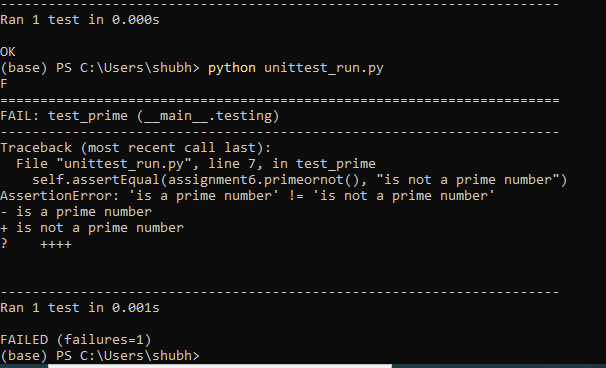 ----------------------------------------------------------------------
Ran 1 test in 0.000s
OK
(base) PS C:\Users\shubh> python unittest_run.py
F
======================================================================
FAIL: test_prime (__main__.testing)
----------------------------------------------------------------------
Traceback (most recent call last):
  File "unittest_run.py", line 7, in test_prime
    self.assertEqual(assignment6.primeornot(), "is not a prime number")
AssertionError: 'is a prime number' != 'is not a prime number'
- is a prime number
+ is not a prime number
?    ++++
----------------------------------------------------------------------
Ran 1 test in 0.001s
FAILED (failures=1)
(base) PS C:\Users\shubh>